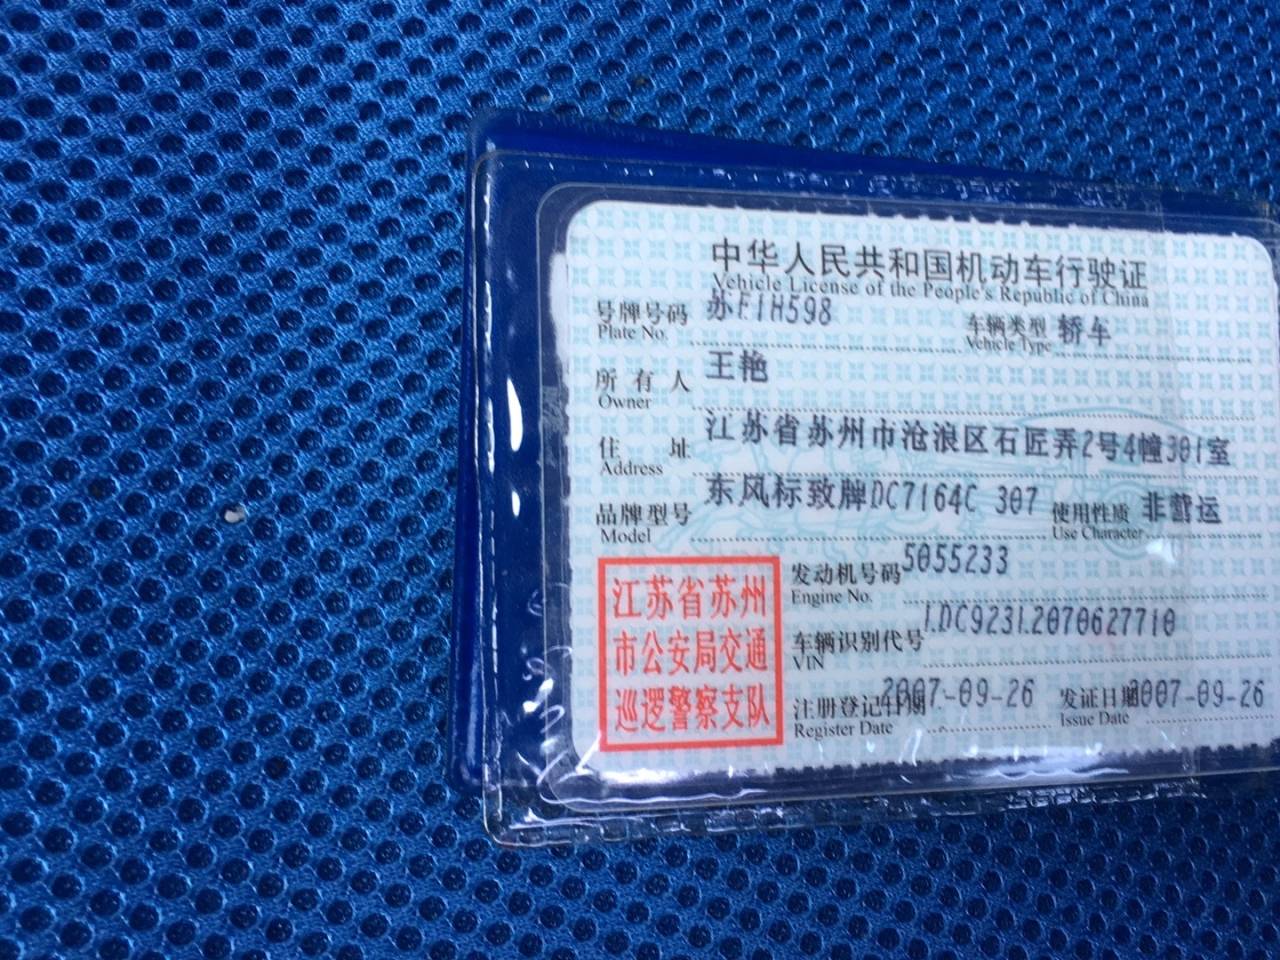 中华人民共和国机动车行驶证
Vehicle License of the People's Republic of China
号牌号码 苏F1H598 车辆类型 轿车
Plate No. Vehicle Type
所有人 王艳
Owner
住址 江苏省苏州市沧浪区石匠弄2号4幢301室
Address
品牌型号 东风标致牌DC7164C 307 使用性质 非营运
Model Use Character
发动机号码 5055233
Engine No.
车辆识别代号 LDC923L2070627710
VIN
注册登记日期 2007-09-26 发证日期 2007-09-26
Register Date Issue Date
江苏省苏州
市公安局交通
巡逻警察支队